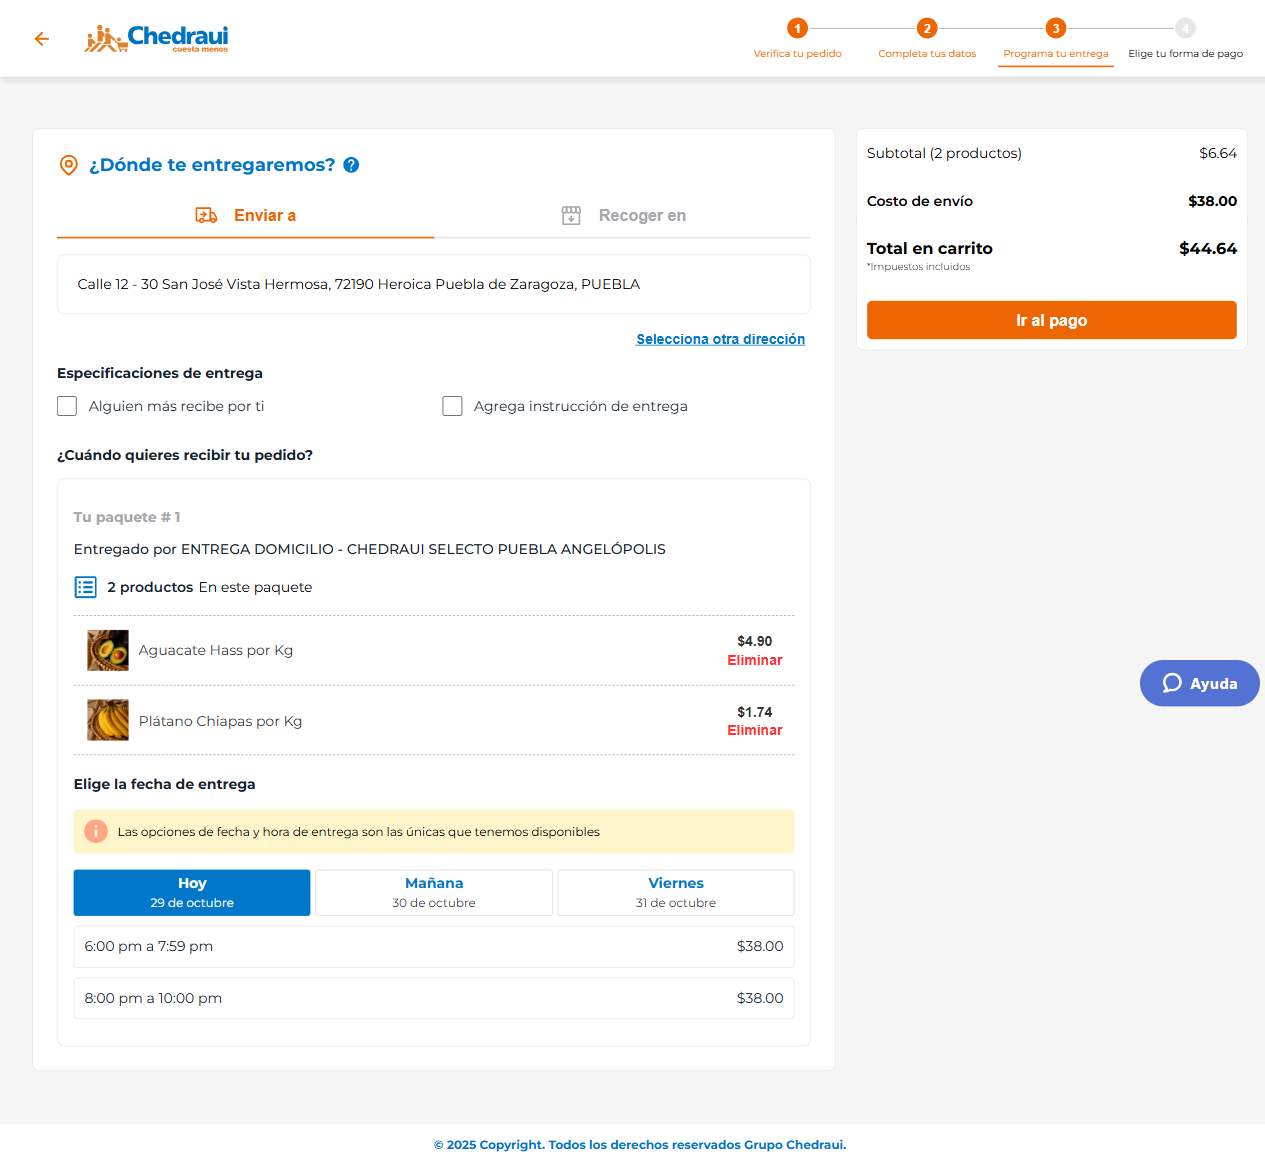 Chedraui
cuesta menos
1
Verifica tu pedido
2
Completa tus datos
3
Programa tu entrega
4
Elige tu forma de pago
¿Dónde te entregaremos? ?
Enviar a
Recoger en
Calle 12 - 30 San José Vista Hermosa, 72190 Heroica Puebla de Zaragoza, PUEBLA
Selecciona otra dirección
Especificaciones de entrega
Alguien más recibe por ti
Agrega instrucción de entrega
¿Cuándo quieres recibir tu pedido?
Tu paquete # 1
Entregado por ENTREGA DOMICILIO - CHEDRAUI SELECTO PUEBLA ANGELÓPOLIS
2 productos En este paquete
Aguacate Hass por Kg
$4.90
Eliminar
Plátano Chiapas por Kg
$1.74
Eliminar
Elige la fecha de entrega
Las opciones de fecha y hora de entrega son las únicas que tenemos disponibles
Hoy
29 de octubre
Mañana
30 de octubre
Viernes
31 de octubre
6:00 pm a 7:59 pm $38.00
8:00 pm a 10:00 pm $38.00
Subtotal (2 productos) $6.64
Costo de envío $38.00
Total en carrito $44.64
*Impuestos incluidos
Ir al pago
Ayuda
© 2025 Copyright. Todos los derechos reservados Grupo Chedraui.